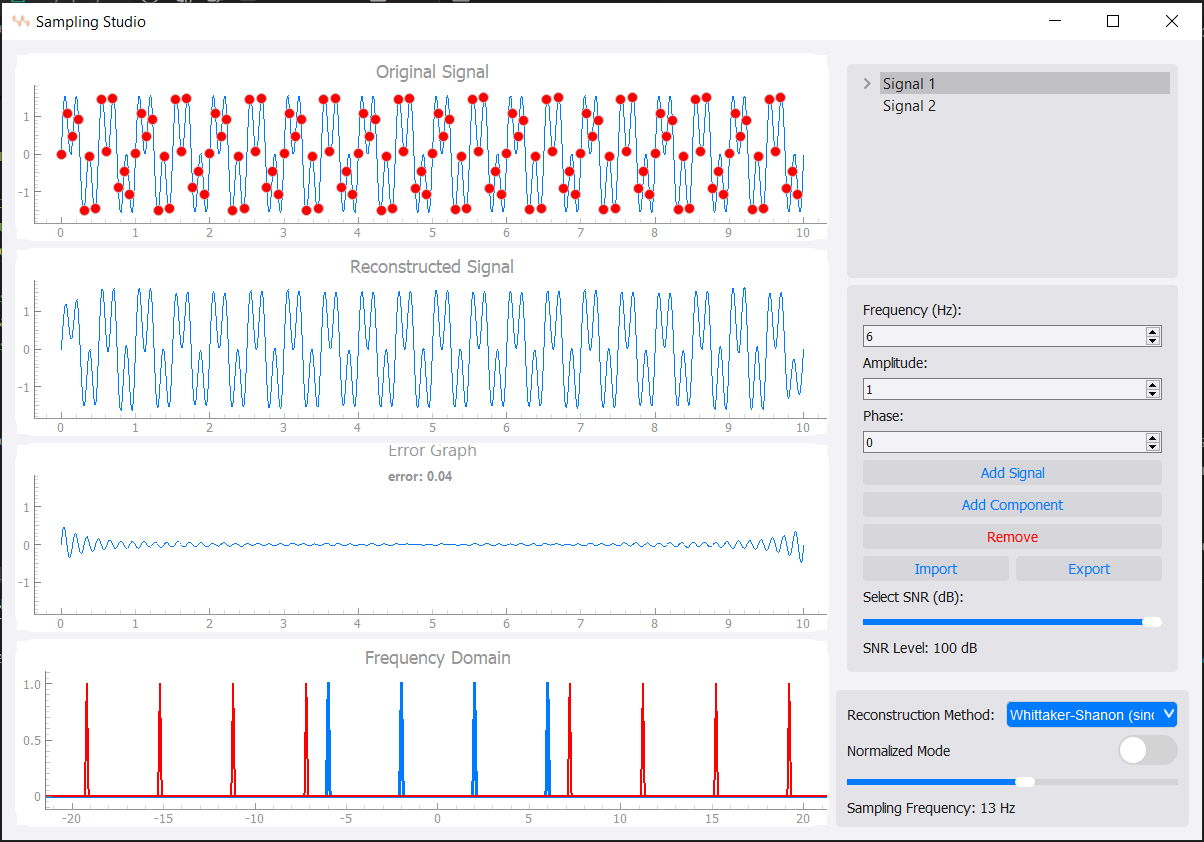 Sampling Studio
Original Signal
1
0
-1
0 1 2 3 4 5 6 7 8 9 10
Reconstructed Signal
1
0
-1
0 1 2 3 4 5 6 7 8 9 10
Error Graph
error: 0.04
1
0
-1
0 1 2 3 4 5 6 7 8 9 10
Frequency Domain
1.0
0.5
0
-20 -15 -10 -5 0 5 10 15 20
Signal 1
Signal 2
Frequency (Hz):
6
Amplitude:
1
Phase:
0
Add Signal
Add Component
Remove
Import Export
Select SNR (dB):
SNR Level: 100 dB
Reconstruction Method: Whittaker-Shanon (sinc
Normalized Mode
Sampling Frequency: 13 Hz